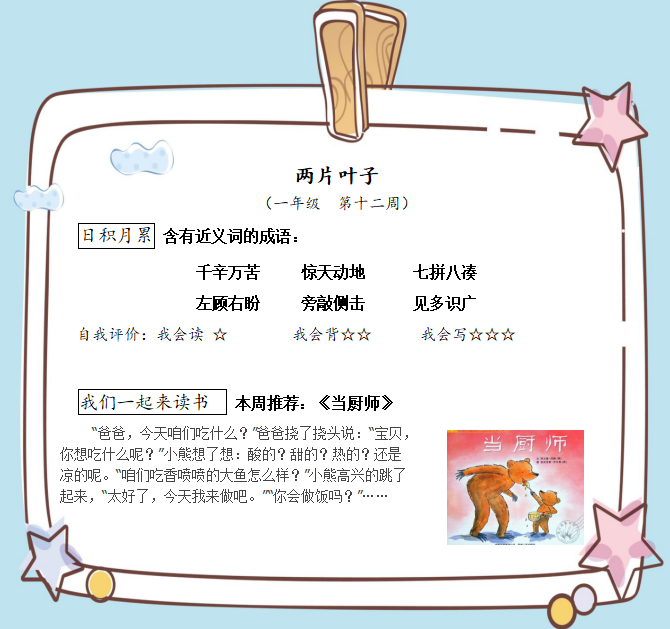 两片叶子
（一年级 第十二周）
日积月累 含有近义词的成语：
千辛万苦 惊天动地 七拼八凑
左顾右盼 旁敲侧击 见多识广
自我评价：我会读 ☆ 我会背☆☆ 我会写☆☆☆
我们一起来读书 本周推荐：《当厨师》
“爸爸，今天咱们吃什么？”爸爸挠了挠头说：“宝贝，
你想吃什么呢？”小熊想了想：酸的？甜的？热的？还是
凉的呢。“咱们吃香喷喷的大鱼怎么样？”小熊高兴的跳了
起来，“太好了，今天我来做吧。”“你会做饭吗？”……
当厨师